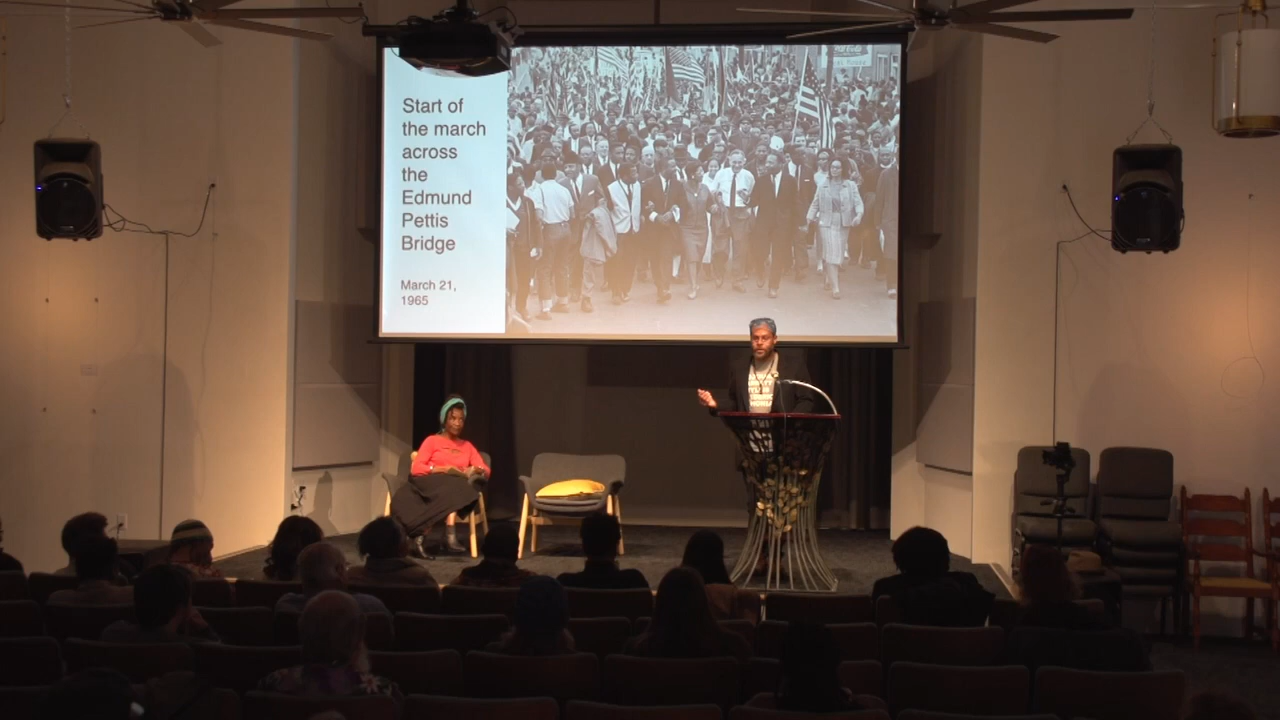 Start of
the march
across
the
Edmund
Pettis
Bridge
March 21,
1965